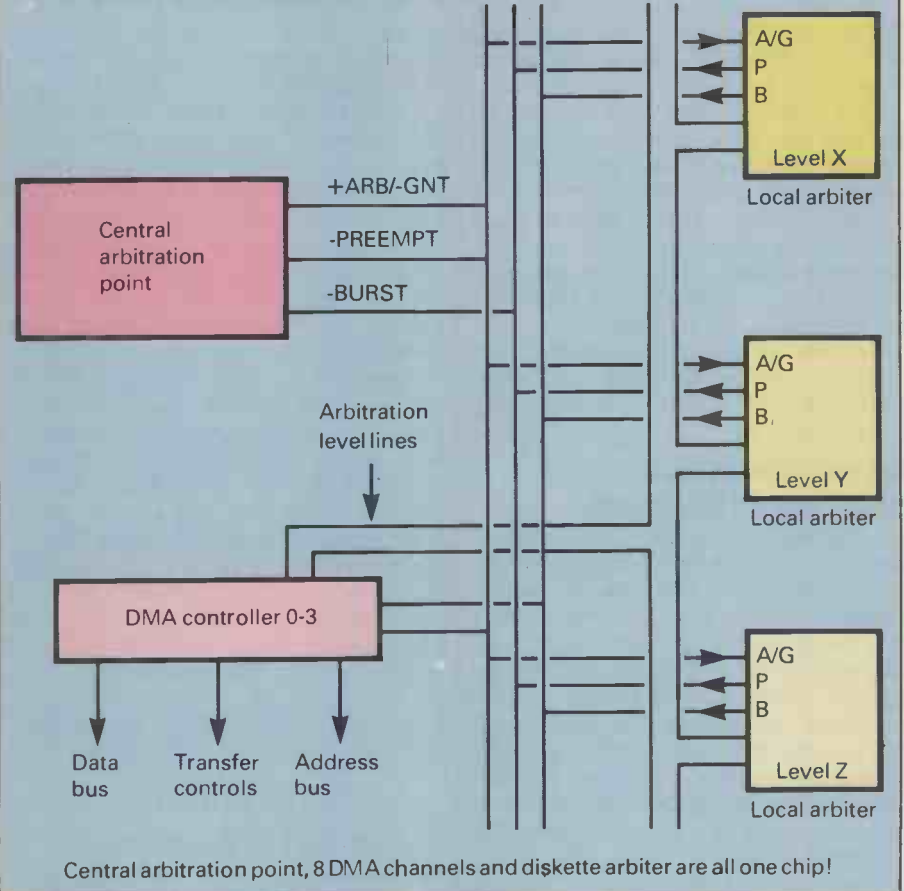 A/G
P
B
Level X
Local arbiter
+ARB/-GNT
Central
arbitration
point
-PREEMPT
-BURST
A/G
P
B
Level Y
Local arbiter
Arbitration
level lines
DMA controller 0-3
A/G
P
B
Level Z
Local arbiter
Data
bus
Transfer
controls
Address
bus
Central arbitration point, 8 DMA channels and diskette arbiter are all one chip!